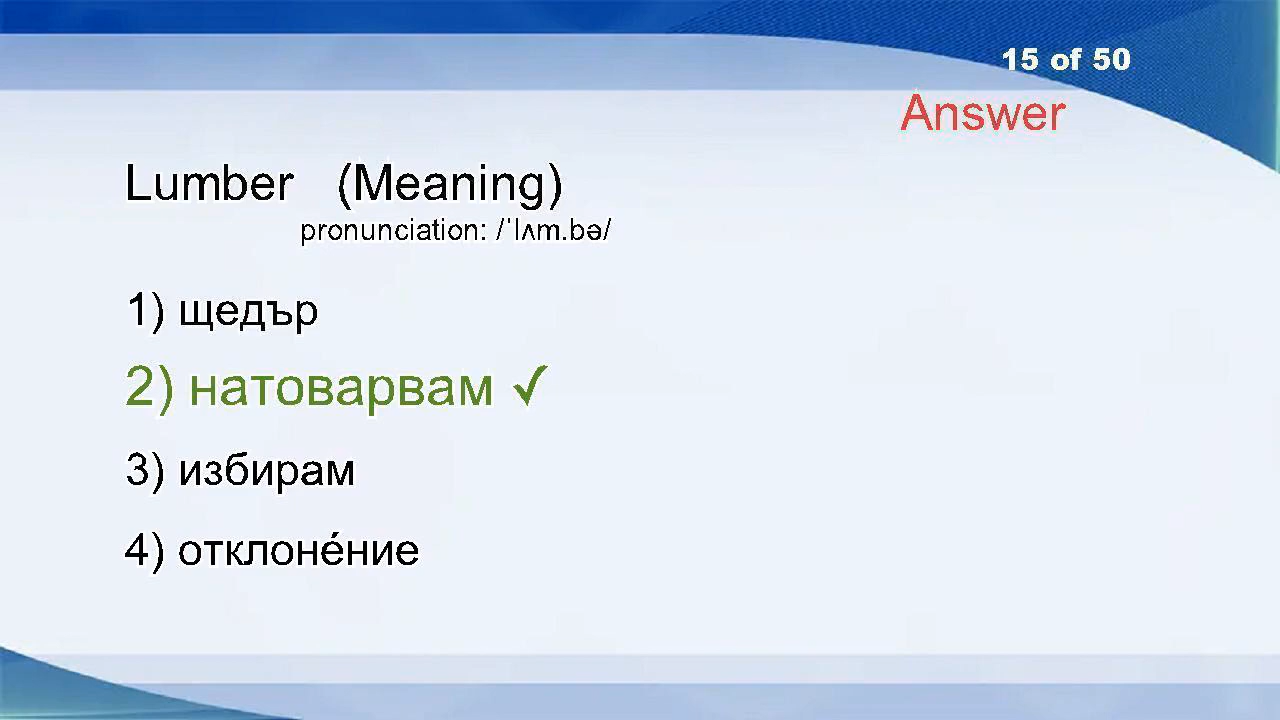 15 of 50
Answer
Lumber (Meaning)
pronunciation: /ˈlʌm.bə/
1) щедър
2) натоварвам ✓
3) избирам
4) отклоне́ние